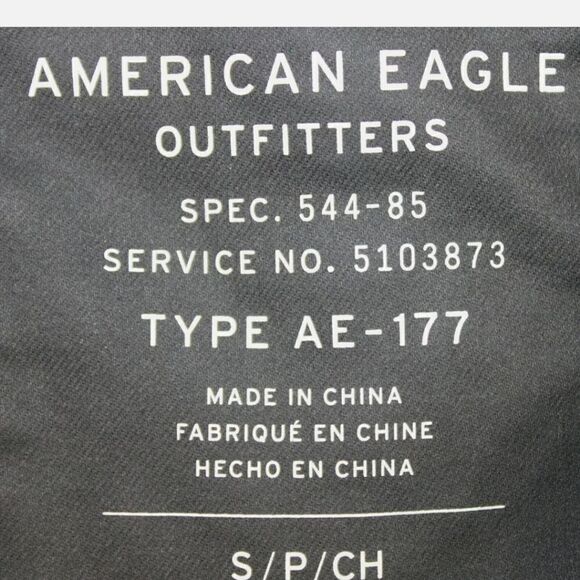 AMERICAN EAGLE
OUTFITTERS
SPEC. 544-85
SERVICE NO. 5103873
TYPE AE-177
MADE IN CHINA
FABRIQUÉ EN CHINE
HECHO EN CHINA
S/P/CH